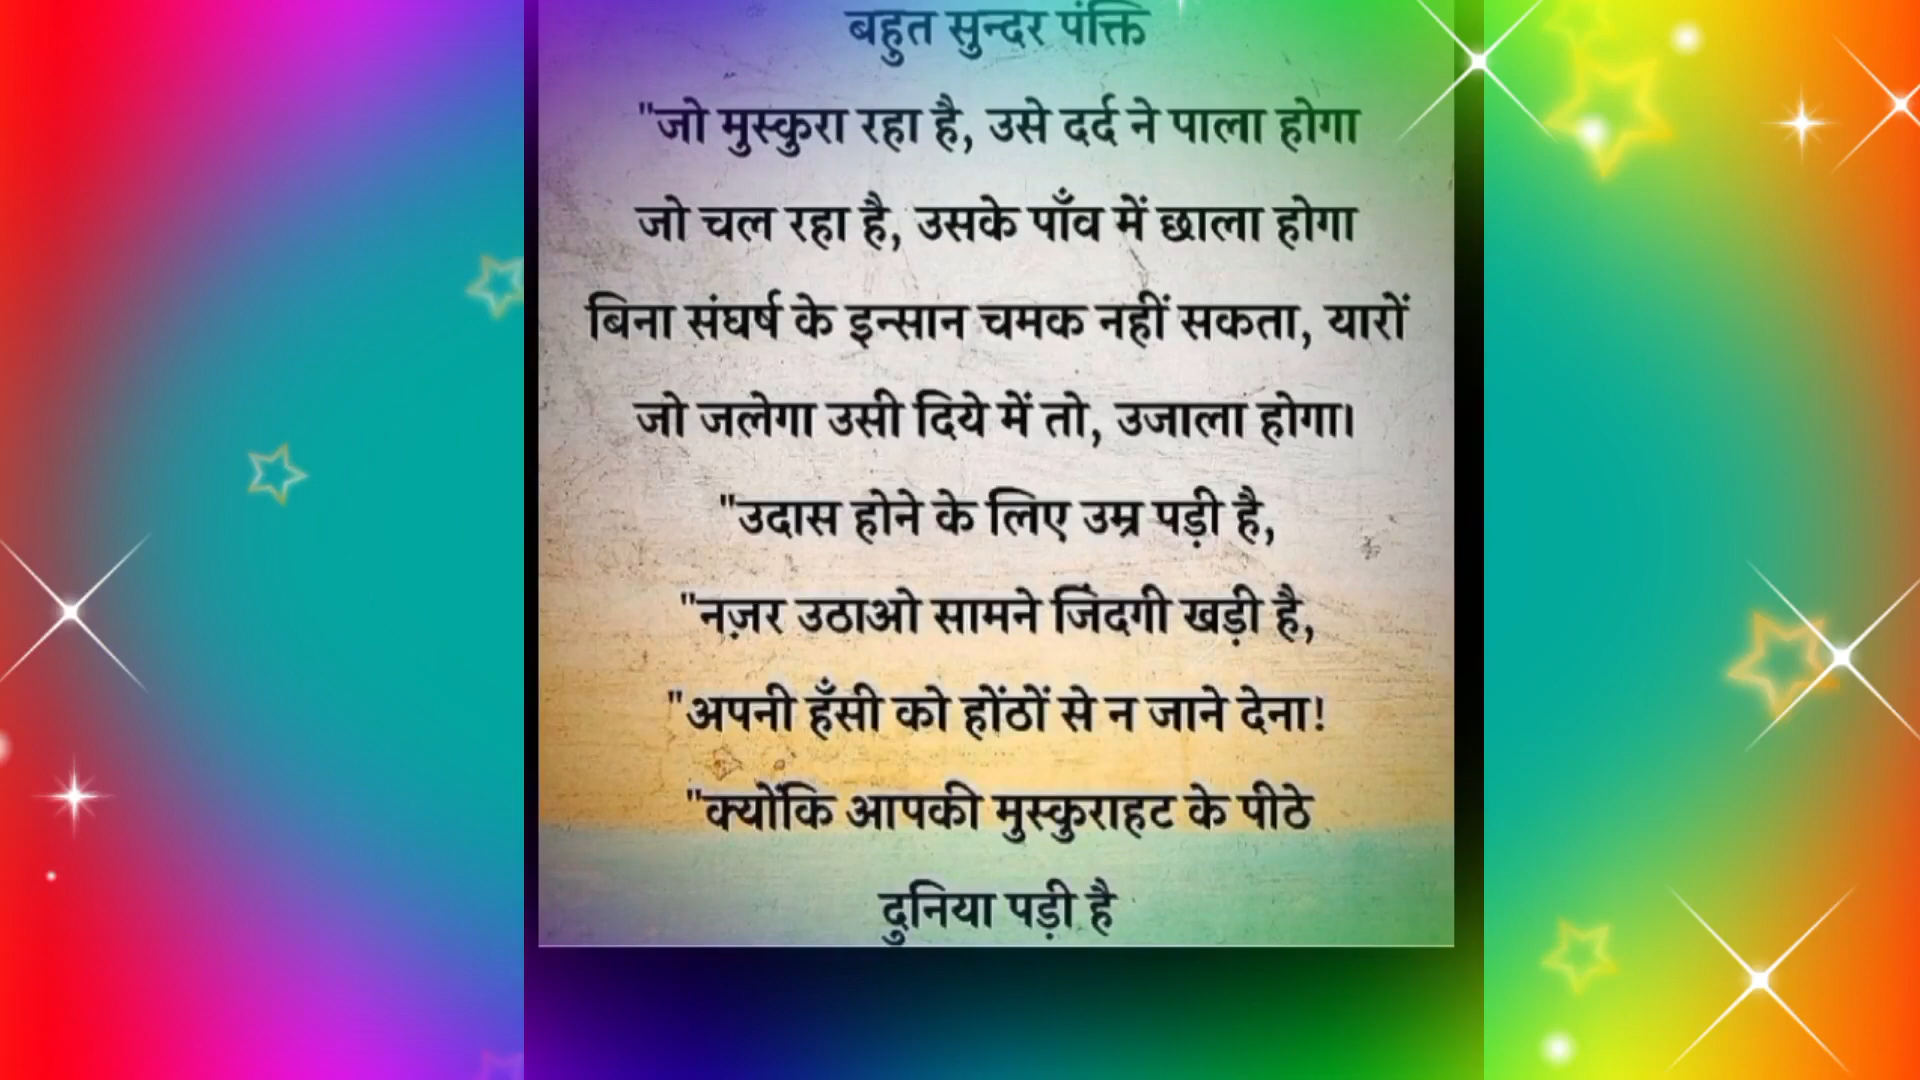 बहुत सुन्दर पंक्ति
"जो मुस्कुरा रहा है, उसे दर्द ने पाला होगा
जो चल रहा है, उसके पाँव में छाला होगा
बिना संघर्ष के इन्सान चमक नहीं सकता, यारों
जो जलेगा उसी दिये में तो, उजाला होगा।
"उदास होने के लिए उम्र पड़ी है,
"नज़र उठाओ सामने जिंदगी खड़ी है,
"अपनी हँसी को होंठों से न जाने देना!
"क्योंकि आपकी मुस्कुराहट के पीठे
दुनिया पड़ी है